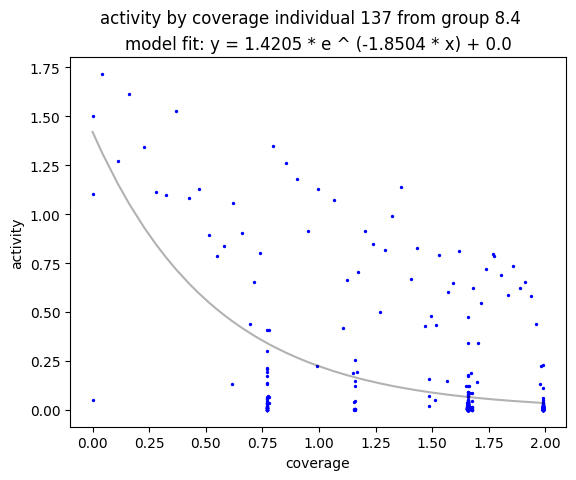 activity by coverage individual 137 from group 8.4
model fit: y = 1.4205 * e ^ (-1.8504 * x) + 0.0
1.75
1.50
1.25
1.00
0.75
0.50
0.25
0.00
activity
0.00 0.25 0.50 0.75 1.00 1.25 1.50 1.75 2.00
coverage